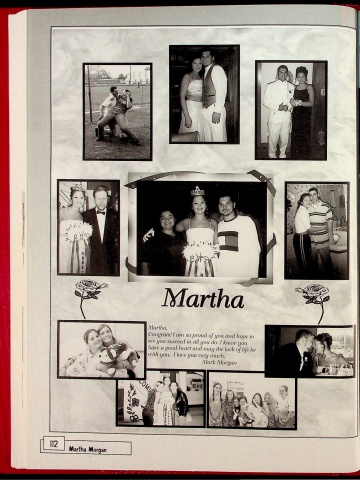 Martha
Martha,
Congrats! I am so proud of you and hope to
see you succeed in all you do. I know you
have a good heart and may the luck of life be
with you. I love you very much.
Mark Morgan
112
Martha Morgan